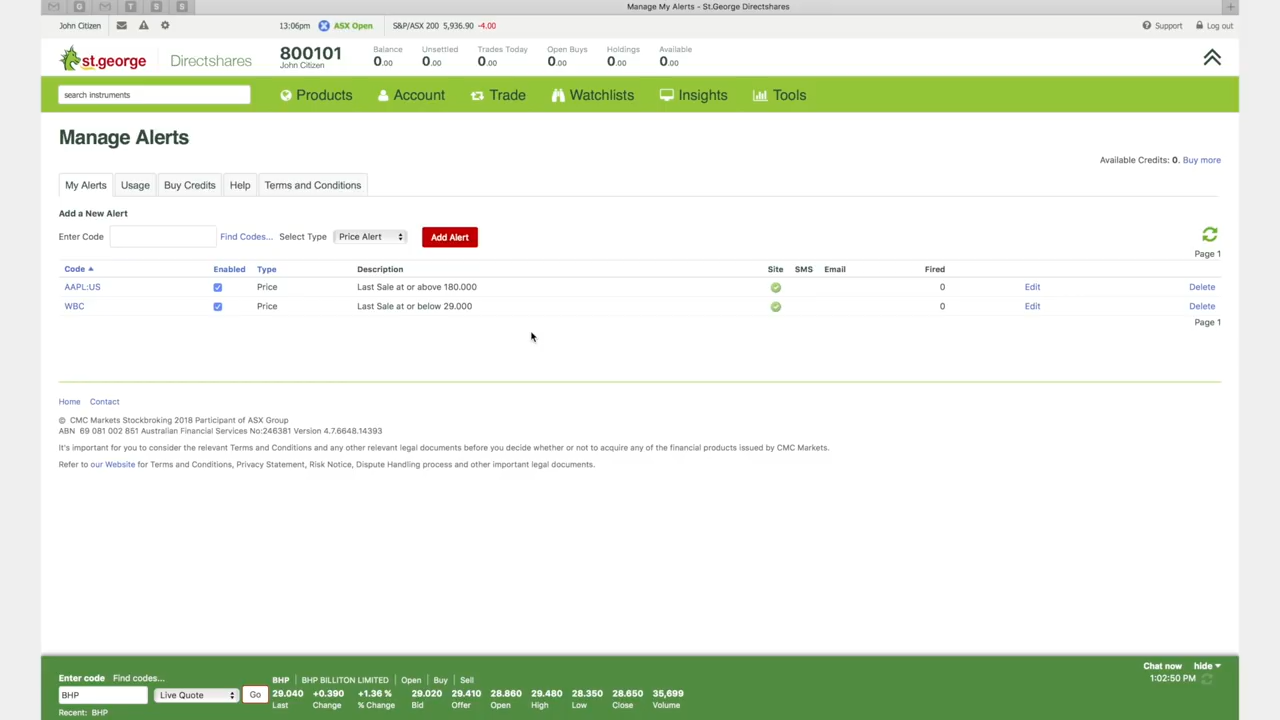 Manage My Alerts - St.George Directshares
G T S S
John Citizen 13:06pm ASX Open S&P/ASX 200 5,936.90 -4.00 Support Log out
st.george Directshares 800101 John Citizen
Balance Unsettled Trades Today Open Buys Holdings Available
0.00 0.00 0.00 0.00 0.00 0.00
search instruments Products Account Trade Watchlists Insights Tools
Manage Alerts
Available Credits: 0. Buy more
My Alerts Usage Buy Credits Help Terms and Conditions
Add a New Alert
Enter Code Find Codes... Select Type Price Alert Add Alert
Page 1
Code Enabled Type Description Site SMS Email Fired
AAPL:US Price Last Sale at or above 180.000 0 Edit Delete
WBC Price Last Sale at or below 29.000 0 Edit Delete
Page 1
Home Contact
© CMC Markets Stockbroking 2018 Participant of ASX Group
ABN 69 081 002 851 Australian Financial Services No:246381 Version 4.7.6648.14393
It's important for you to consider the relevant Terms and Conditions and any other relevant legal documents before you decide whether or not to acquire any of the financial products issued by CMC Markets.
Refer to our Website for Terms and Conditions, Privacy Statement, Risk Notice, Dispute Handling process and other important legal documents.
Chat now hide
Enter code Find codes... BHP BHP BILLITON LIMITED Open Buy Sell 1:02:50 PM
BHP Live Quote Go 29.040 +0.390 +1.36 % 29.020 29.410 28.860 29.480 28.350 28.650 35,699
Last Change % Change Bid Offer Open High Low Close Volume
Recent: BHP